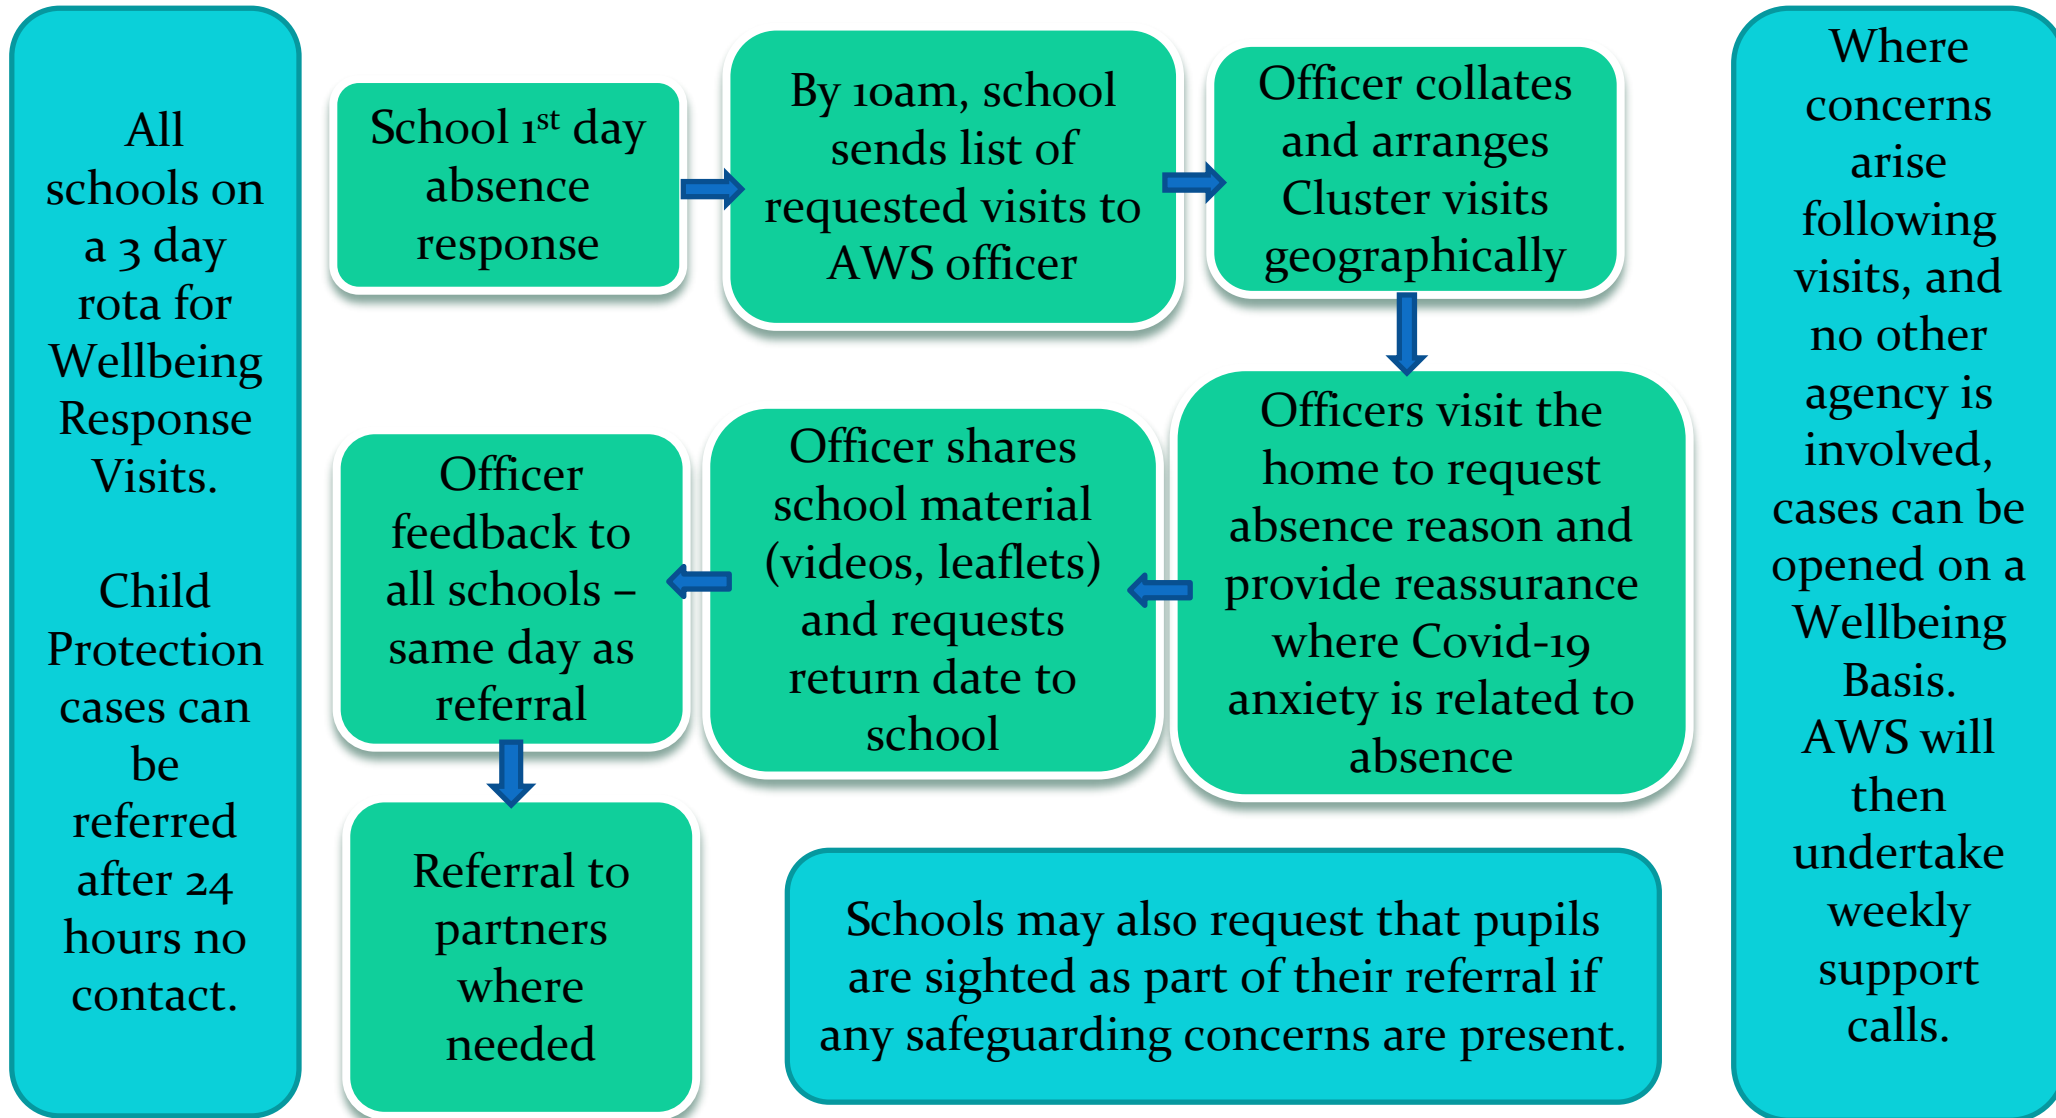 All
schools on
a 3 day
rota for
Wellbeing
Response
Visits.
Child
Protection
cases can
be
referred
after 24
hours no
contact.
School 1st day
absence
response
By 10am, school
sends list of
requested visits to
AWS officer
Officer collates
and arranges
Cluster visits
geographically
Officers visit the
home to request
absence reason and
provide reassurance
where Covid-19
anxiety is related to
absence
Officer shares
school material
(videos, leaflets)
and requests
return date to
school
Officer
feedback to
all schools –
same day as
referral
Referral to
partners
where
needed
Schools may also request that pupils
are sighted as part of their referral if
any safeguarding concerns are present.
Where
concerns
arise
following
visits, and
no other
agency is
involved,
cases can be
opened on a
Wellbeing
Basis.
AWS will
then
undertake
weekly
support
calls.